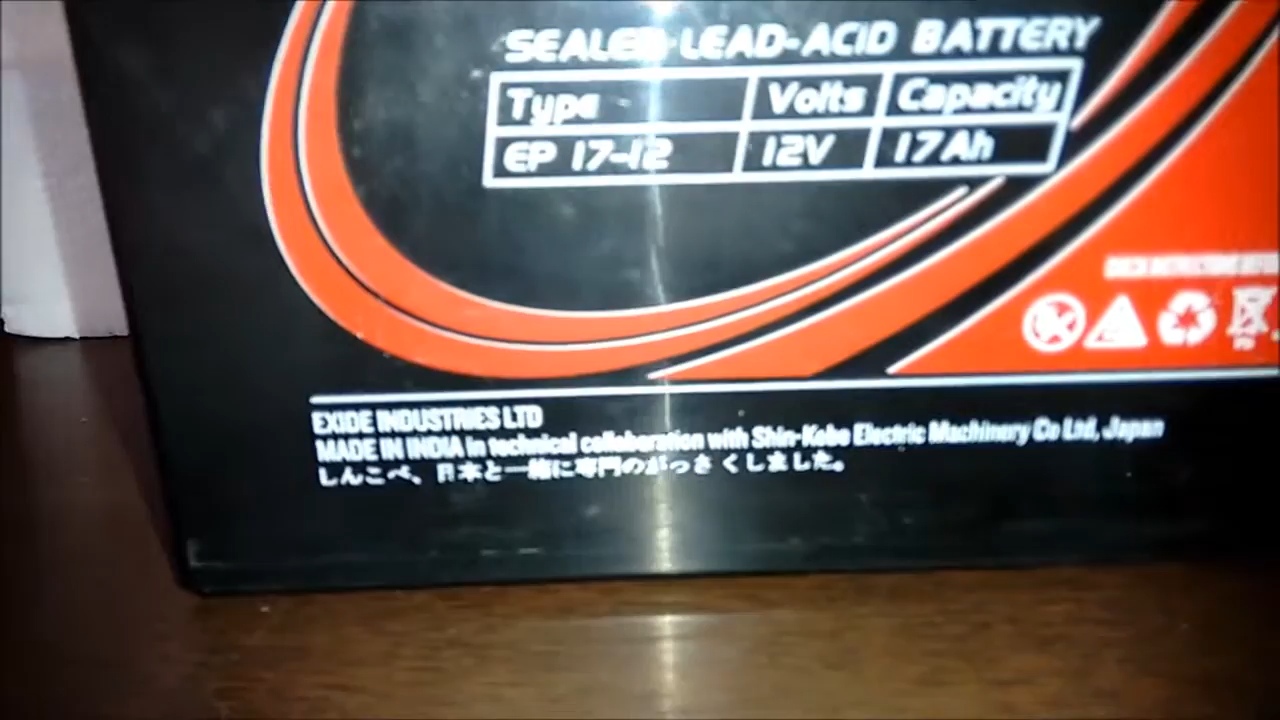 SEALED LEAD-ACID BATTERY
Type Volts Capacity
EP 17-12 12V 17Ah
EXIDE INDUSTRIES LTD
MADE IN INDIA in technical collaboration with Shin-Kobe Electric Machinery Co Ltd, Japan
しんこべ、日本と一緒に専門のがっきくしました。
Pb